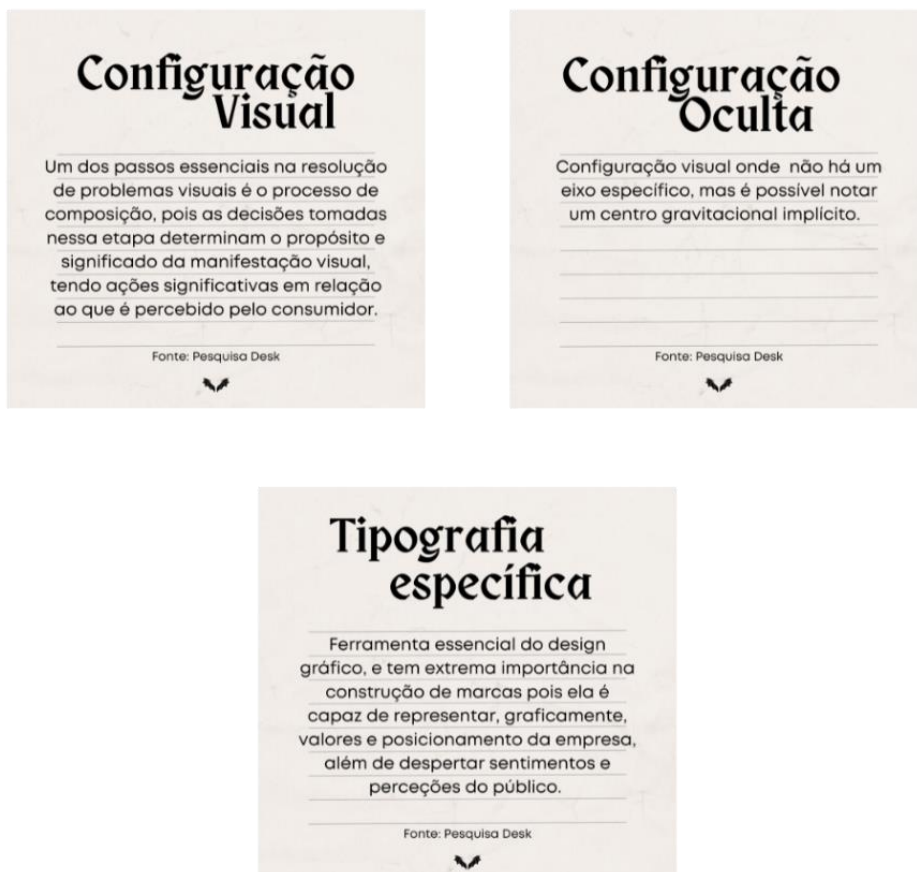 Configuração
Visual
Um dos passos essenciais na resolução
de problemas visuais é o processo de
composição, pois as decisões tomadas
nessa etapa determinam o propósito e
significado da manifestação visual,
tendo ações significativas em relação
ao que é percebido pelo consumidor.
Fonte: Pesquisa Desk
Configuração
Oculta
Configuração visual onde não há um
eixo específico, mas é possível notar
um centro gravitacional implícito.
Fonte: Pesquisa Desk
Tipografia
específica
Ferramenta essencial do design
gráfico, e tem extrema importância na
construção de marcas pois ela é
capaz de representar, graficamente,
valores e posicionamento da empresa,
além de despertar sentimentos e
perceções do público.
Fonte: Pesquisa Desk